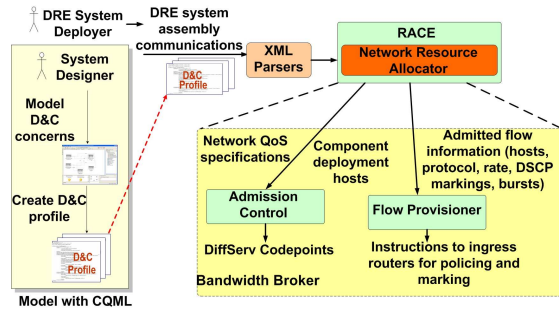 DRE System
Deployer
DRE system
assembly
communications
XML
Parsers
RACE
Network Resource
Allocator
System
Designer
Model
D&C
concerns
Create D&C
profile
D&C
Profile
Model with CQML
D&C
Profile
Network QoS
specifications
Component
deployment
hosts
Admitted flow
information (hosts,
protocol, rate, DSCP
markings, bursts)
Admission
Control
Flow Provisioner
DiffServ Codepoints
Instructions to ingress
routers for policing and
marking
Bandwidth Broker